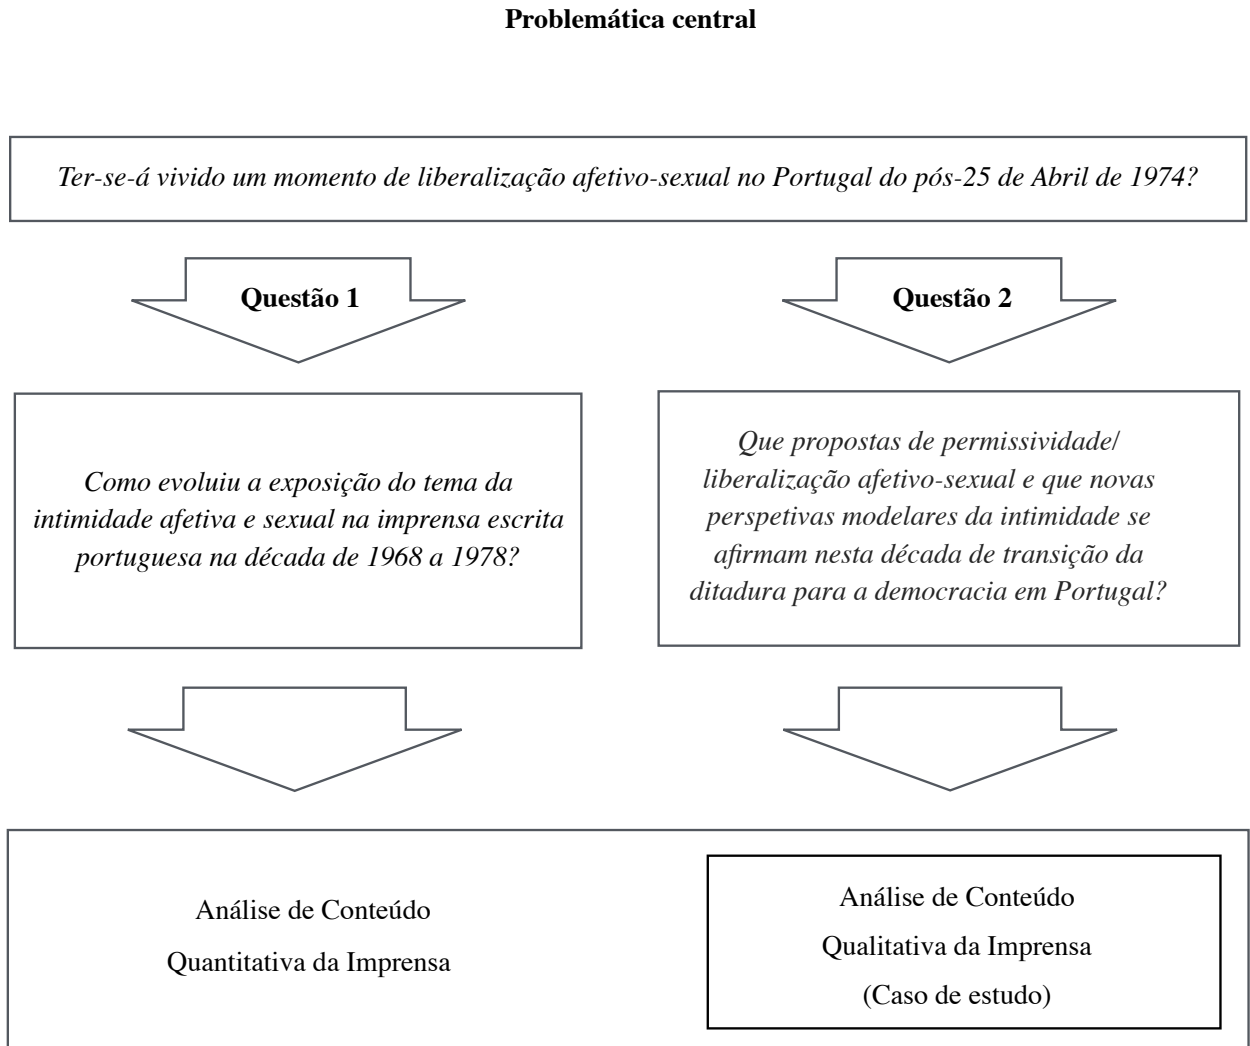 Problemática central
Ter-se-á vivido um momento de liberalização afetivo-sexual no Portugal do pós-25 de Abril de 1974?
Questão 1
Questão 2
Como evoluiu a exposição do tema da
intimidade afetiva e sexual na imprensa escrita
portuguesa na década de 1968 a 1978?
Que propostas de permissividade/
liberalização afetivo-sexual e que novas
perspetivas modelares da intimidade se
afirmam nesta década de transição da
ditadura para a democracia em Portugal?
Análise de Conteúdo
Quantitativa da Imprensa
Análise de Conteúdo
Qualitativa da Imprensa
(Caso de estudo)